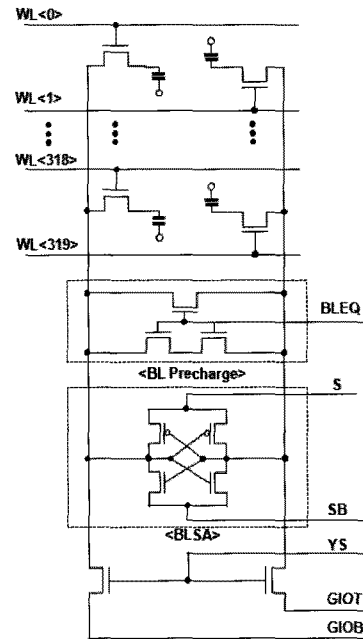 WL<0>
WL<1>
WL<318>
WL<319>
BLEQ
<BL Precharge>
S
SB
<BLSA>
YS
GIOT
GIOB